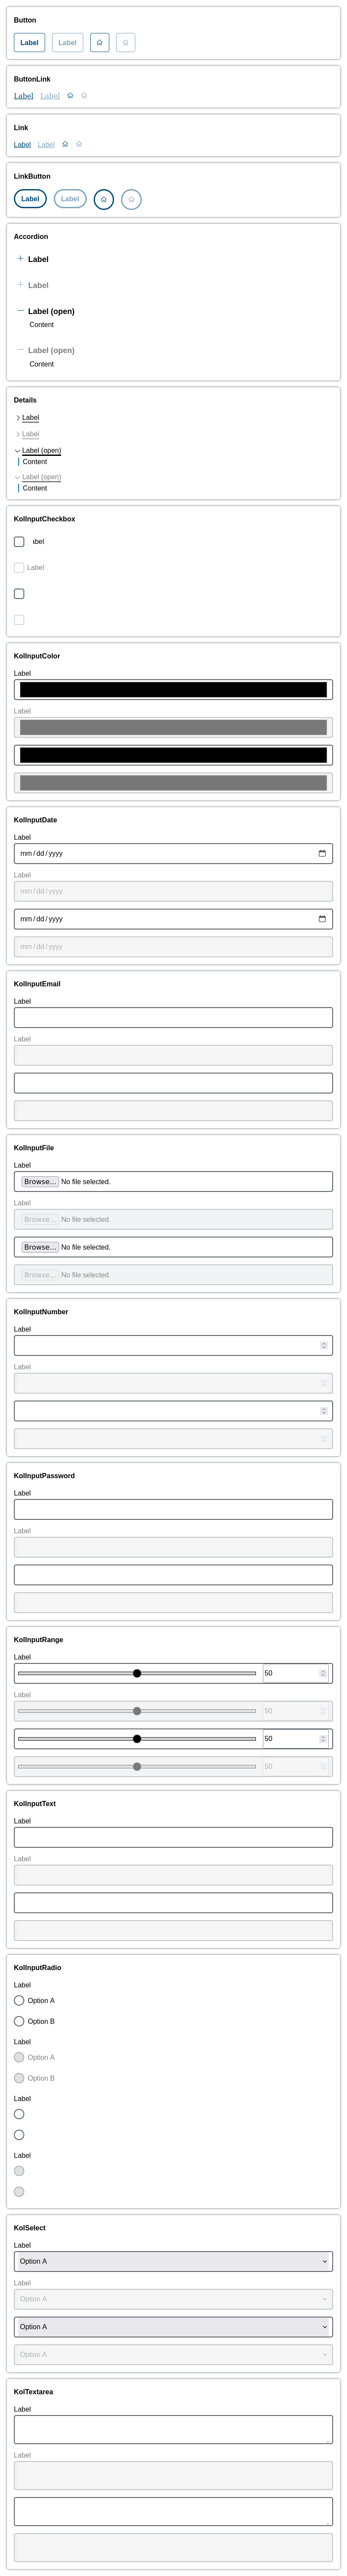 Button
Label Label
ButtonLink
Label Label
Link
Label Label
LinkButton
Label Label
Accordion
Label
Label
Label (open)
Content
Label (open)
Content
Details
Label
Label
Label (open)
Content
Label (open)
Content
KolInputCheckbox
abel
Label
KolInputColor
Label
Label
KolInputDate
Label
mm / dd / yyyy
Label
mm / dd / yyyy
mm / dd / yyyy
mm / dd / yyyy
KolInputEmail
Label
Label
KolInputFile
Label
Browse... No file selected.
Label
Browse... No file selected.
Browse... No file selected.
Browse... No file selected.
KolInputNumber
Label
Label
KolInputPassword
Label
Label
KolInputRange
Label
50
Label
50
50
50
KolInputText
Label
Label
KolInputRadio
Label
Option A
Option B
Label
Option A
Option B
Label
Label
KolSelect
Label
Option A
Label
Option A
Option A
Option A
KolTextarea
Label
Label